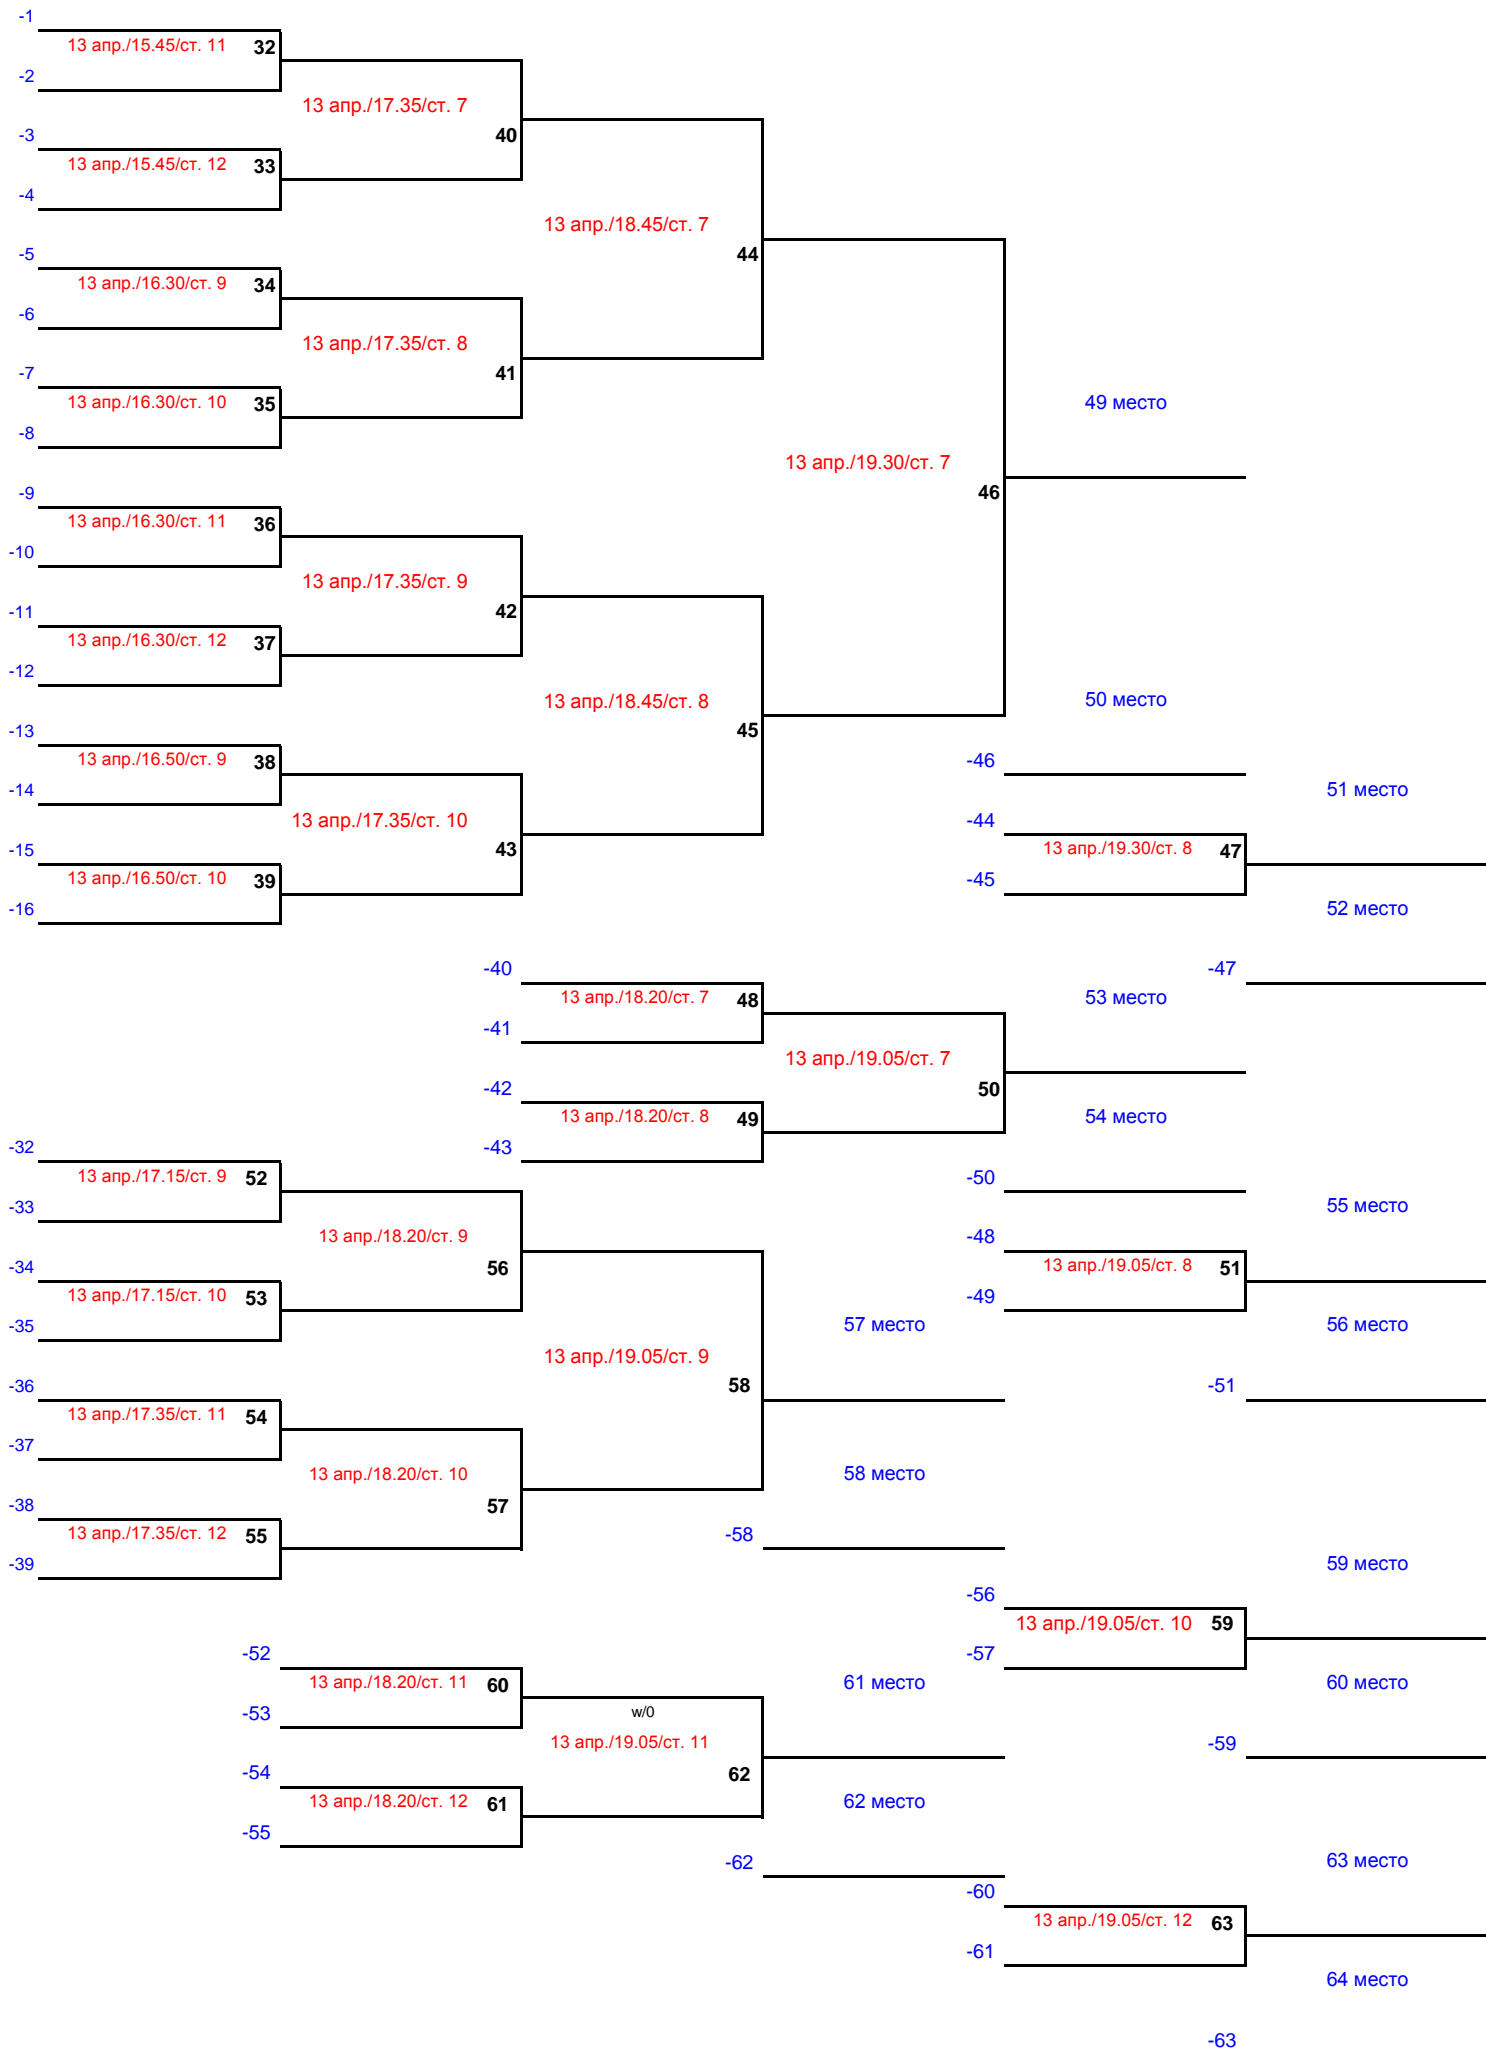 -1
13 апр./15.45/ст. 11 32
-2
13 апр./17.35/ст. 7
-3
40
13 апр./15.45/ст. 12 33
-4
13 апр./18.45/ст. 7
-5
44
13 апр./16.30/ст. 9 34
-6
13 апр./17.35/ст. 8
-7
41
13 апр./16.30/ст. 10 35
49 место
-8
13 апр./19.30/ст. 7
-9
46
13 апр./16.30/ст. 11 36
-10
13 апр./17.35/ст. 9
-11
42
13 апр./16.30/ст. 12 37
-12
13 апр./18.45/ст. 8
50 место
-13
45
13 апр./16.50/ст. 9 38
-46
-14
51 место
13 апр./17.35/ст. 10
-44
-15
43
13 апр./19.30/ст. 8 47
13 апр./16.50/ст. 10 39
-45
-16
52 место
-40
-47
13 апр./18.20/ст. 7 48
53 место
-41
13 апр./19.05/ст. 7
-42
50
13 апр./18.20/ст. 8 49
54 место
-32
-43
13 апр./17.15/ст. 9 52
-50
-33
55 место
13 апр./18.20/ст. 9
-48
-34
56
13 апр./19.05/ст. 8 51
13 апр./17.15/ст. 10 53
-49
-35
57 место
56 место
13 апр./19.05/ст. 9
-36
58
-51
13 апр./17.35/ст. 11 54
-37
13 апр./18.20/ст. 10
58 место
-38
57
13 апр./17.35/ст. 12 55
-58
-39
59 место
-56
13 апр./19.05/ст. 10 59
-52
-57
13 апр./18.20/ст. 11 60
61 место
60 место
-53
w/0
13 апр./19.05/ст. 11
-59
-54
62
13 апр./18.20/ст. 12 61
62 место
-55
-62
63 место
-60
13 апр./19.05/ст. 12 63
-61
64 место
-63